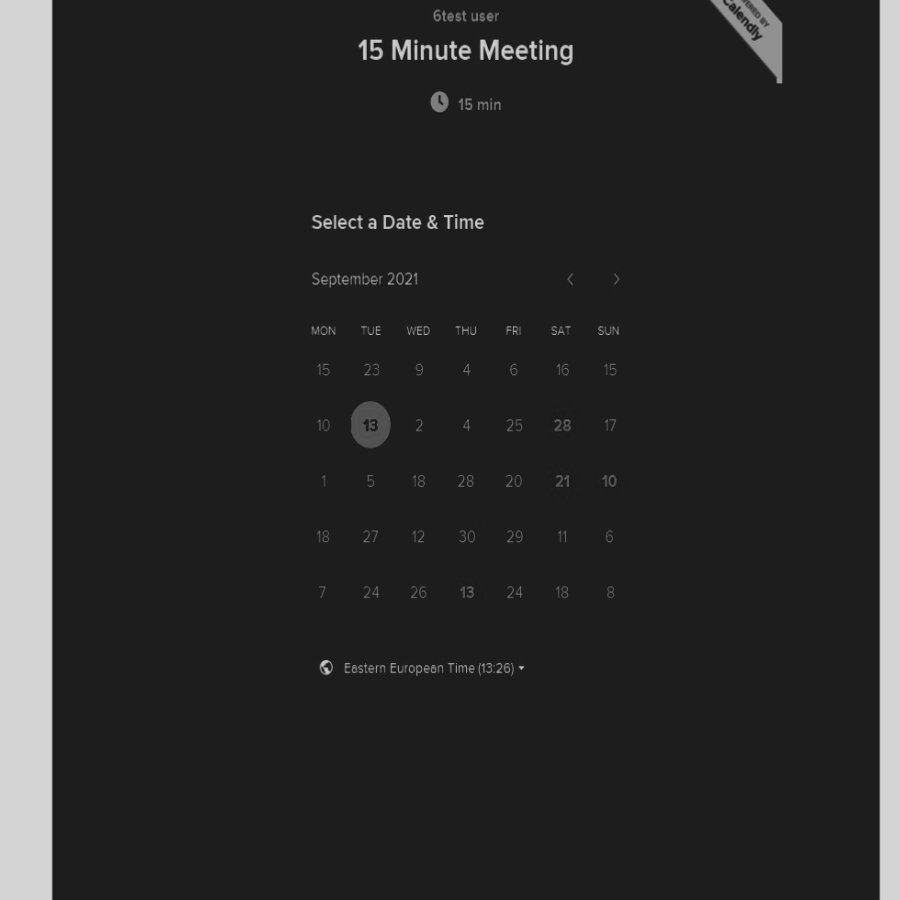 6test user
15 Minute Meeting
15 min
Calendly
Select a Date & Time
September 2021
MON TUE WED THU FRI SAT SUN
15 23 9 4 6 16 15
10 13 2 4 25 28 17
1 5 18 28 20 21 10
18 27 12 30 29 11 6
7 24 26 13 24 18 8
Eastern European Time (13:26)